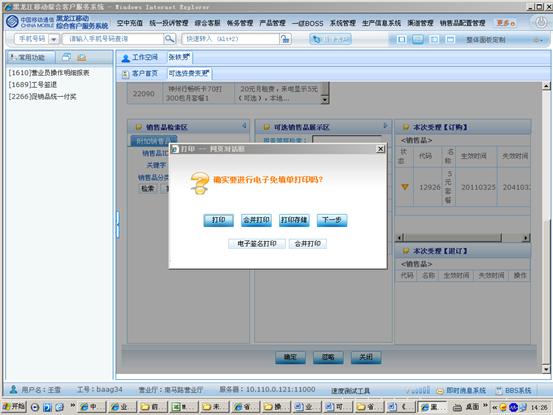 黑龙江移动综合客户服务系统 - Windows Internet Explorer
中国移动通信
CHINA MOBILE
黑龙江移动
综合客户服务系统
空中充值 统一投诉管理 综合客服 帐务管理 产品管理 一级BOSS 系统管理 生产信息系统 渠道管理 销售品配置管理 更多
手机号码 请输入手机号码查询 快速转入 (Alt+Z) 整体面板定制
常用功能
工作空间
客户首页 可选资费变更
[1610]营业员操作明细报表
[1689]工号签退
[2266]促销品统一付奖
22090 神州行畅听卡70打300包月套餐1 20元月租费，来电显示5元（可选），本地...
销售品检索区 可选销售品展示区 本次受理【订购】
附加销售品
关键字
检索
<销售品>
状态 代码 名称 生效时间 失效时间
12926 5元套餐 20110325
打印 -- 网页对话框
确实要进行电子免填单打印吗？
打印 合并打印 打印存储 下一步
电子签名打印 合并打印
本次受理【退订】
<销售品>
代码 名称 生效时间 失效时间 操作
确定 忽略 关闭
用户名：王雪 工号：baag34 营业厅：南马路营业厅 服务器：10.110.0.121:11000 速度测试工具 即时消息系统 BBS系统
开始
桌面
14:26